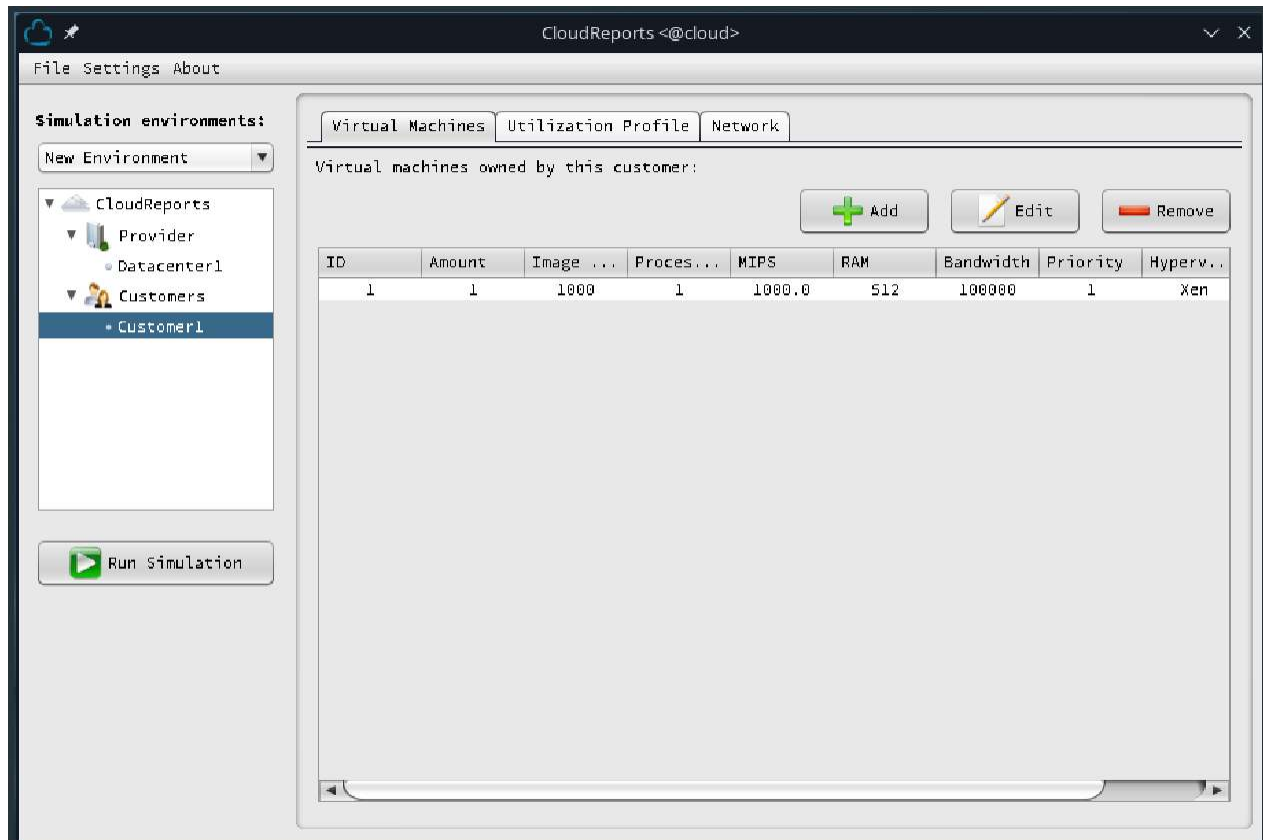 CloudReports <@cloud>
File Settings About
Simulation environments:
New Environment
CloudReports
Provider
Datacenter1
Customers
Customer1
Run Simulation
Virtual Machines Utilization Profile Network
Virtual machines owned by this customer:
Add Edit Remove
ID Amount Image ... Proces... MIPS RAM Bandwidth Priority Hyperv...
1 1 1000 1 1000.0 512 100000 1 Xen